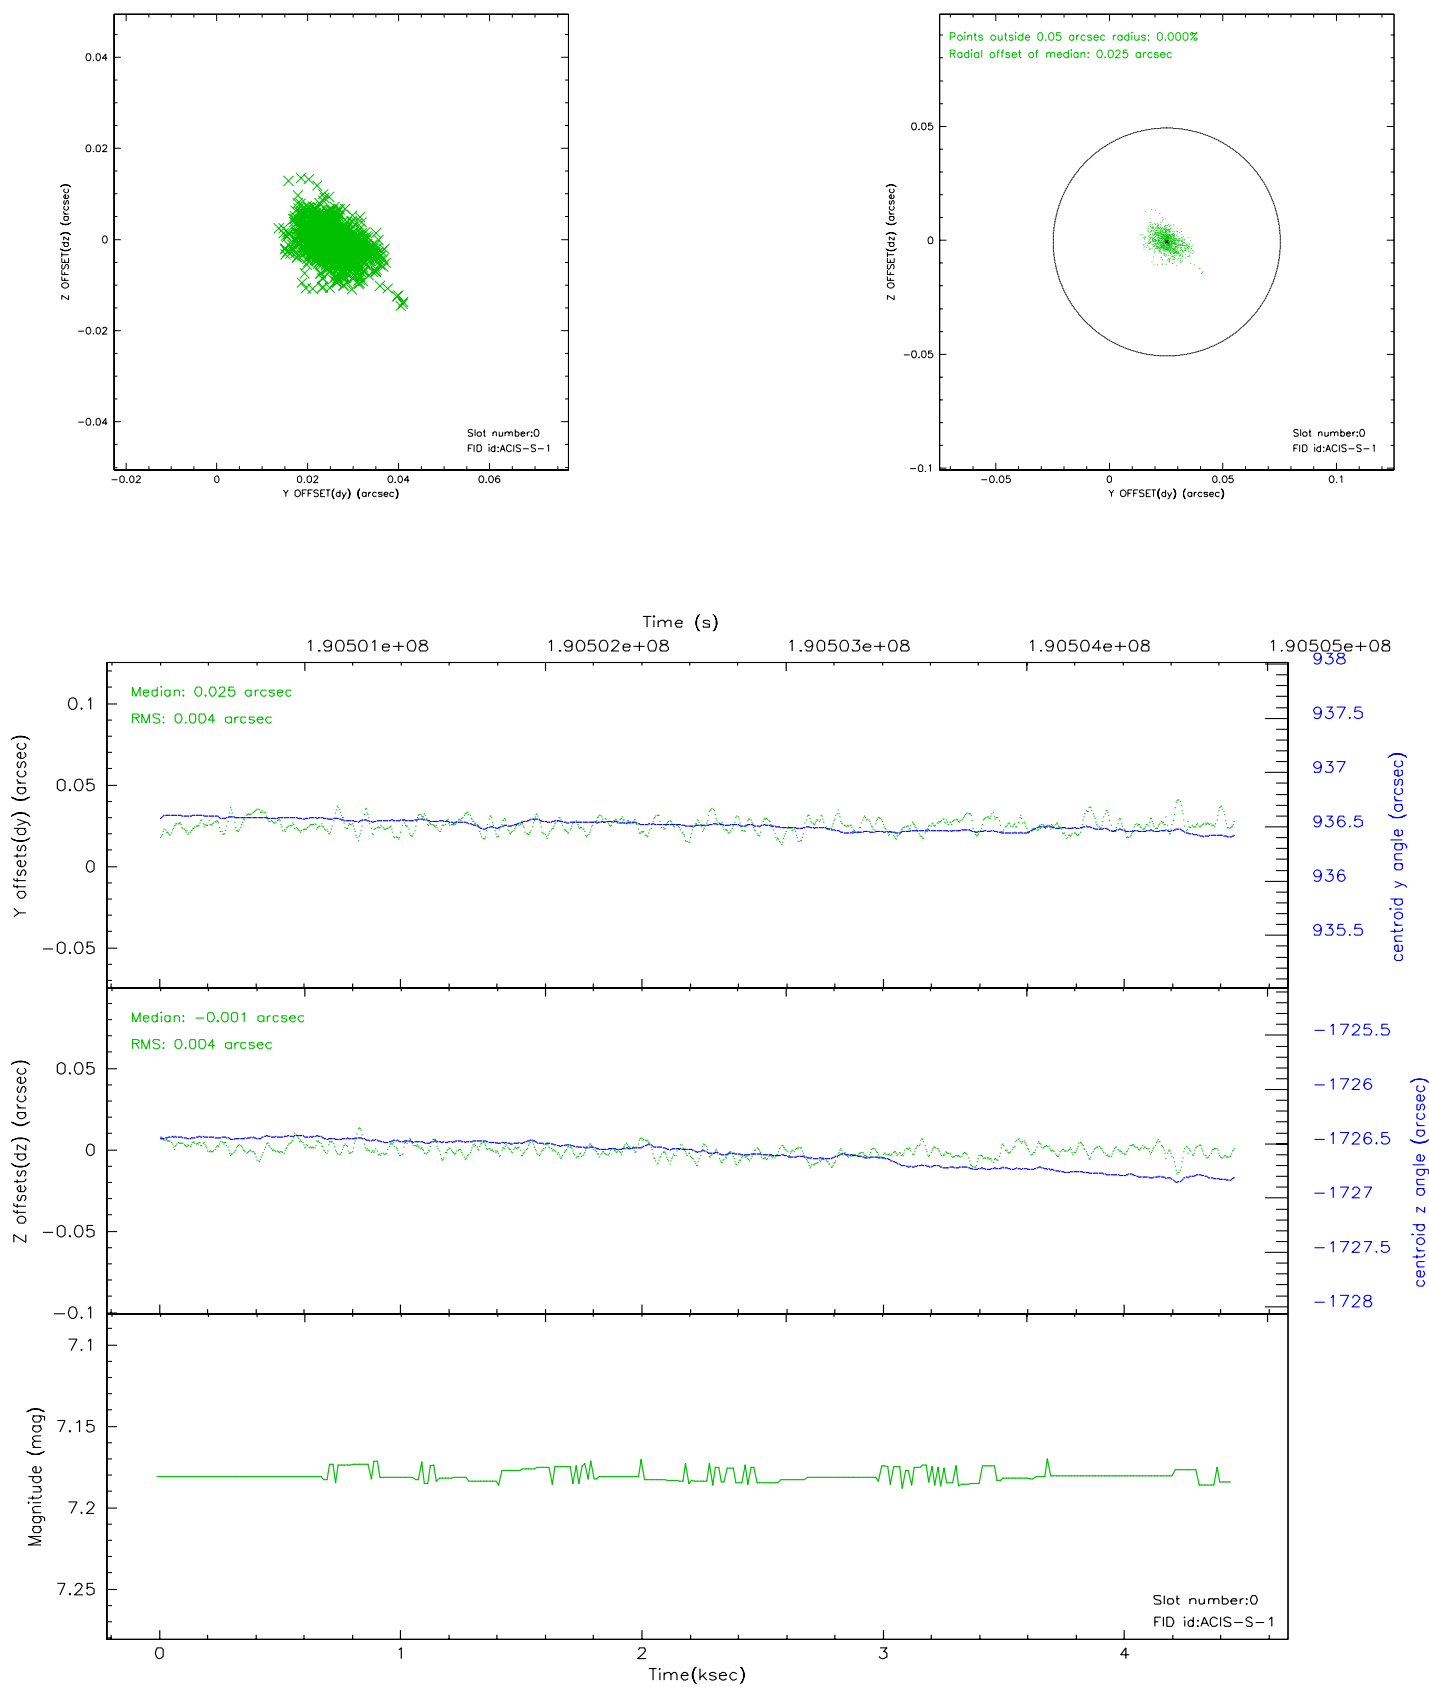 0.04
0.02
0
−0.02
−0.04
Z OFFSET(dz) (arcsec)
Slot number:0
FID id:ACIS−S−1
−0.02 0 0.02 0.04 0.06
Y OFFSET(dy) (arcsec)
Points outside 0.05 arcsec radius: 0.000%
Radial offset of median: 0.025 arcsec
0.05
0
−0.05
−0.1
Z OFFSET(dz) (arcsec)
Slot number:0
FID id:ACIS−S−1
−0.05 0 0.05 0.1
Y OFFSET(dy) (arcsec)
Time (s)
1.90501e+08 1.90502e+08 1.90503e+08 1.90504e+08 1.90505e+08
Median: 0.025 arcsec
RMS: 0.004 arcsec
0.1
0.05
0
−0.05
Y offsets(dy) (arcsec)
938
937.5
937
936.5
936
935.5
centroid y angle (arcsec)
Median: −0.001 arcsec
RMS: 0.004 arcsec
0.05
0
−0.05
−0.1
Z offsets(dz) (arcsec)
−1725.5
−1726
−1726.5
−1727
−1727.5
−1728
centroid z angle (arcsec)
7.1
7.15
7.2
7.25
Magnitude (mag)
Slot number:0
FID id:ACIS−S−1
0 1 2 3 4
Time(ksec)